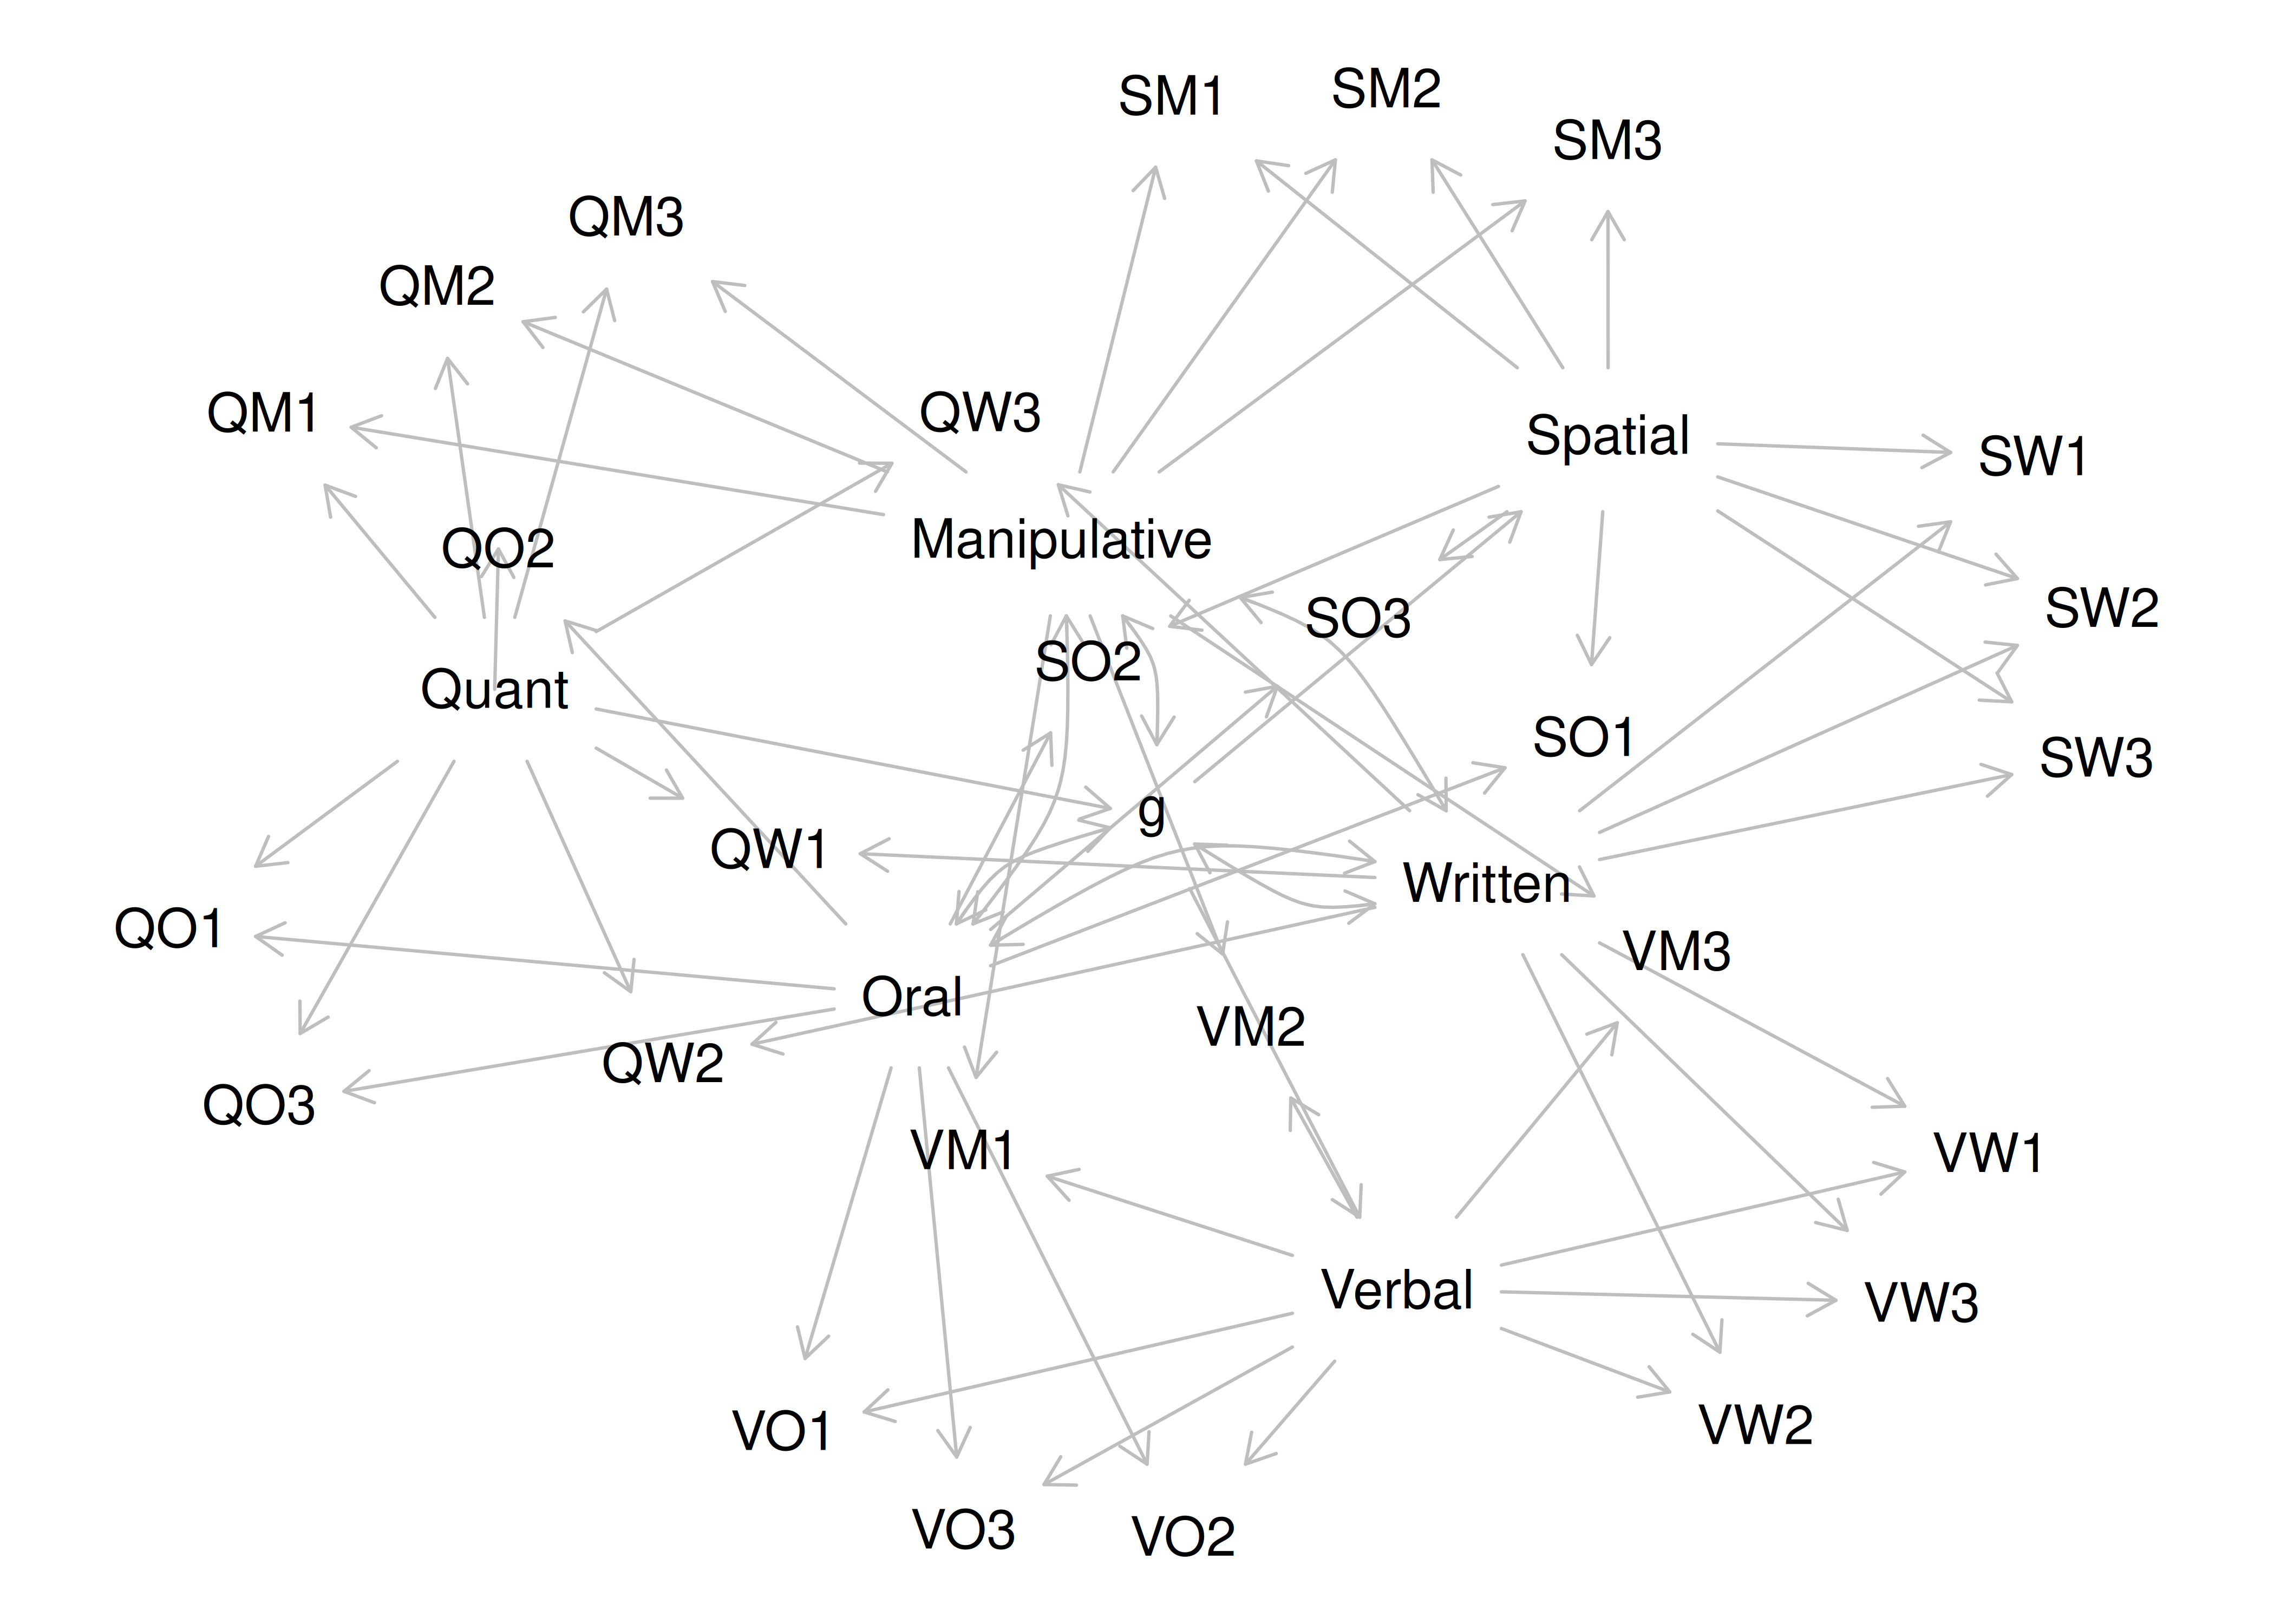 SM1
SM2
SM3
QM3
QM2
QM1
QW3
Spatial
SW1
Manipulative
QO2
SW2
SO3
SO2
Quant
SO1
SW3
g
QW1
Written
QO1
VM3
Oral
VM2
QW2
QO3
VM1
VW1
Verbal
VW3
VO1
VW2
VO3
VO2